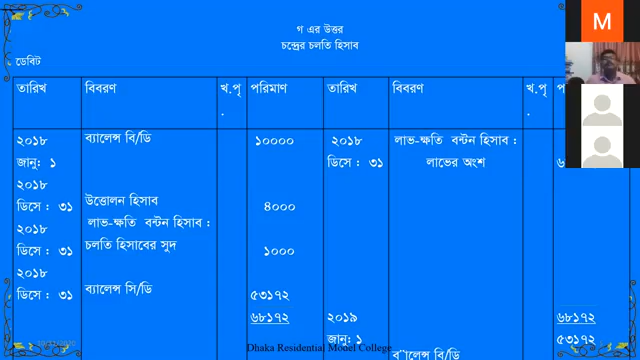 গ এর উত্তর
চন্দ্রের চলতি হিসাব
ডেবিট
তারিখ বিবরণ খ.পৃ. পরিমাণ তারিখ বিবরণ খ.পৃ.
২০১৮ ব্যালেন্স বি/ডি ১০০০০ ২০১৮ লাভ-ক্ষতি বন্টন হিসাব :
জানু: ১ ডিসে : ৩১ লাভের অংশ
২০১৮
ডিসে : ৩১ উত্তোলন হিসাব ৪০০০
২০১৮ লাভ-ক্ষতি বন্টন হিসাব :
ডিসে : ৩১ চলতি হিসাবের সুদ ১০০০
২০১৮
ডিসে : ৩১ ব্যালেন্স সি/ডি ৫৩১৭২
৬৮১৭২ ২০১৯ ৬৮১৭২
জানু: ১ ৫৩১৭২
ব্যালেন্স বি/ডি
Dhaka Residential Model College
M